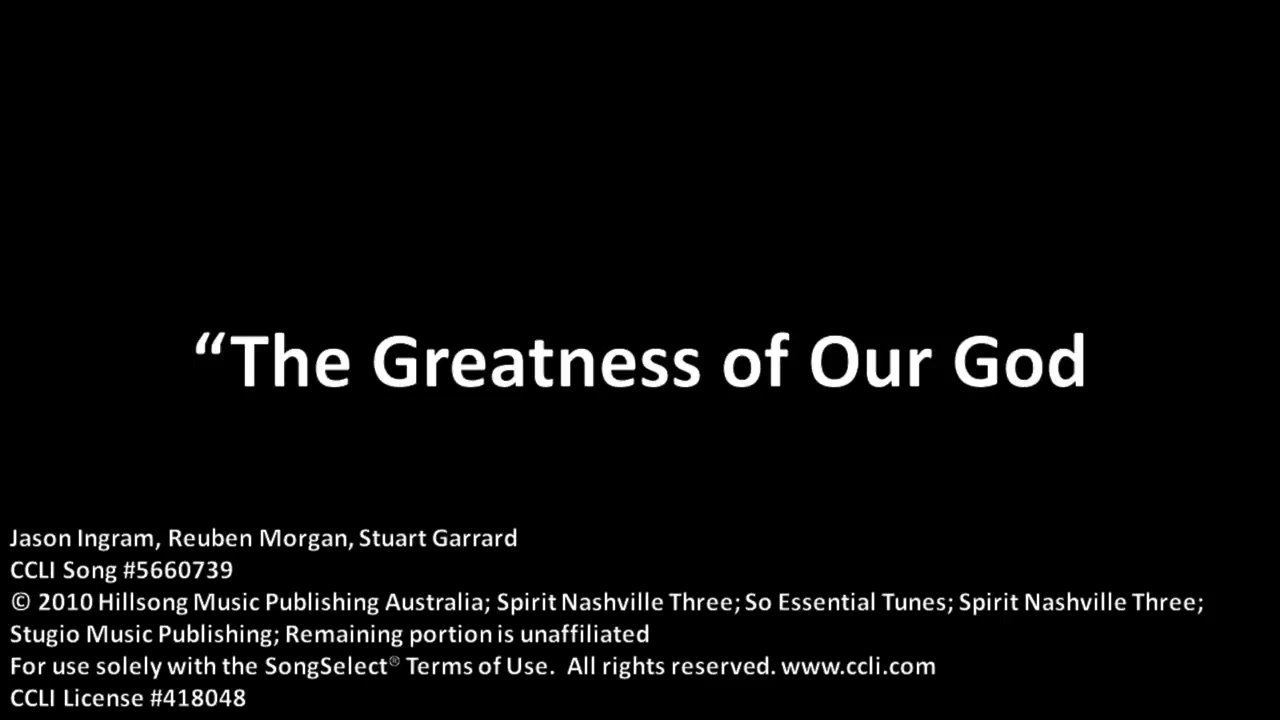 “The Greatness of Our God
Jason Ingram, Reuben Morgan, Stuart Garrard
CCLI Song #5660739
© 2010 Hillsong Music Publishing Australia; Spirit Nashville Three; So Essential Tunes; Spirit Nashville Three;
Stugio Music Publishing; Remaining portion is unaffiliated
For use solely with the SongSelect® Terms of Use.  All rights reserved. www.ccli.com
CCLI License #418048